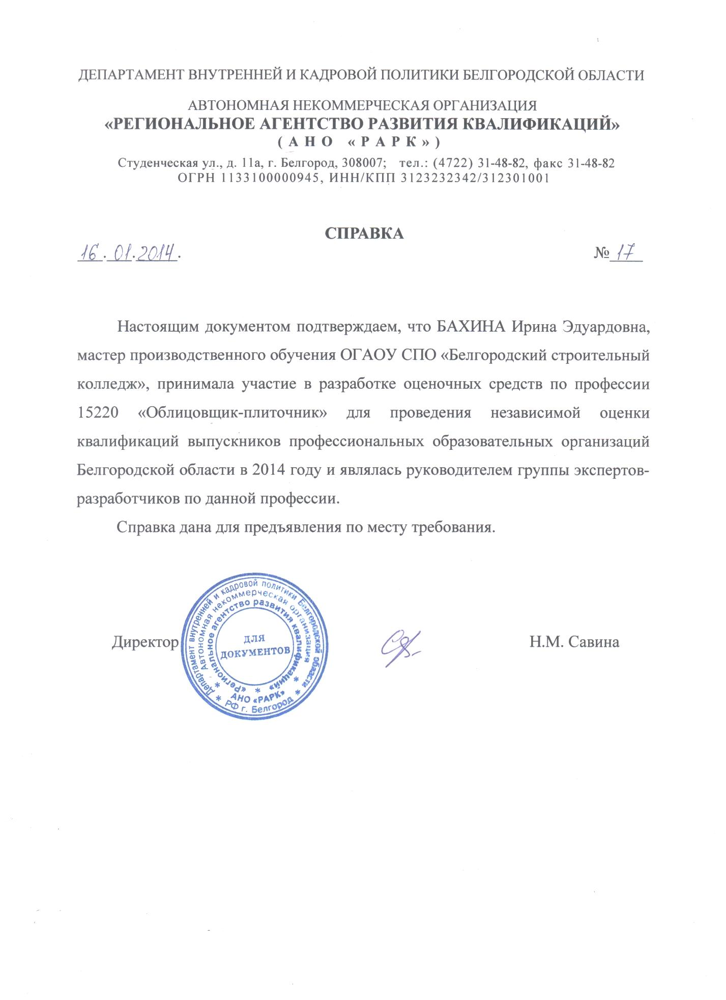 ДЕПАРТАМЕНТ ВНУТРЕННЕЙ И КАДРОВОЙ ПОЛИТИКИ БЕЛГОРОДСКОЙ ОБЛАСТИ
АВТОНОМНАЯ НЕКОММЕРЧЕСКАЯ ОРГАНИЗАЦИЯ
«РЕГИОНАЛЬНОЕ АГЕНТСТВО РАЗВИТИЯ КВАЛИФИКАЦИЙ»
(АНО «РАРК»)
Студенческая ул., д. 11а, г. Белгород, 308007; тел.: (4722) 31-48-82, факс 31-48-82
ОГРН 1133100000945, ИНН/КПП 3123232342/312301001
СПРАВКА
16.01.2014. №17
Настоящим документом подтверждаем, что БАХИНА Ирина Эдуардовна,
мастер производственного обучения ОГАОУ СПО «Белгородский строительный
колледж», принимала участие в разработке оценочных средств по профессии
15220 «Облицовщик-плиточник» для проведения независимой оценки
квалификаций выпускников профессиональных образовательных организаций
Белгородской области в 2014 году и являлась руководителем группы экспертов-
разработчиков по данной профессии.
Справка дана для предъявления по месту требования.
Директор Н.М. Савина
Департамент внутренней и кадровой политики Белгородской области
* РФ г. Белгород *
Автономная некоммерческая организация
«Региональное агентство развития квалификаций»
* АНО «РАРК» *
ДЛЯ
ДОКУМЕНТОВ